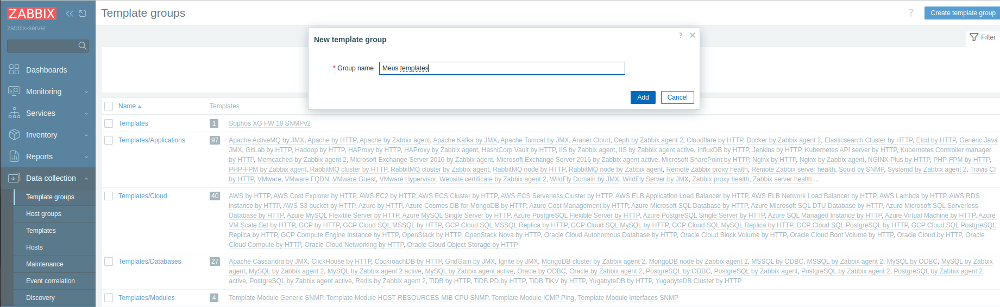 ZABBIX
zabbix-server
Dashboards
Monitoring
Services
Inventory
Reports
Data collection
Template groups
Host groups
Templates
Hosts
Maintenance
Event correlation
Discovery
Template groups
? Create template group
Filter
New template group
?
* Group name Meus templates
Add Cancel
Name Templates
Templates 1 Sophos XG FW 18 SNMPv2
Templates/Applications 97 Apache ActiveMQ by JMX, Apache by HTTP, Apache by Zabbix agent, Apache Kafka by JMX, Apache Tomcat by JMX, Aranet Cloud, Ceph by Zabbix agent 2, Cloudflare by HTTP, Docker by Zabbix agent 2, Elasticsearch Cluster by HTTP, Etcd by HTTP, Generic Java
JMX, GitLab by HTTP, Hadoop by HTTP, HAProxy by HTTP, HAProxy by Zabbix agent, HashiCorp Vault by HTTP, IIS by Zabbix agent, IIS by Zabbix agent active, InfluxDB by HTTP, Jenkins by HTTP, Kubernetes API server by HTTP, Kubernetes Controller manager
by HTTP, Memcached by Zabbix agent 2, Microsoft Exchange Server 2016 by Zabbix agent, Microsoft Exchange Server 2016 by Zabbix agent active, Microsoft SharePoint by HTTP, Nginx by HTTP, Nginx by Zabbix agent, NGINX Plus by HTTP, PHP-FPM by HTTP,
PHP-FPM by Zabbix agent, RabbitMQ cluster by HTTP, RabbitMQ cluster by Zabbix agent, RabbitMQ node by HTTP, RabbitMQ node by Zabbix agent, Remote Zabbix proxy health, Remote Zabbix server health, Squid by SNMP, Systemd by Zabbix agent 2, Travis CI
by HTTP, VMware, VMware FQDN, VMware Guest, VMware Hypervisor, Website certificate by Zabbix agent 2, WildFly Domain by JMX, WildFly Server by JMX, Zabbix proxy health, Zabbix server health ...
Templates/Cloud 40 AWS by HTTP, AWS Cost Explorer by HTTP, AWS EC2 by HTTP, AWS ECS Cluster by HTTP, AWS ECS Serverless Cluster by HTTP, AWS ELB Application Load Balancer by HTTP, AWS ELB Network Load Balancer by HTTP, AWS Lambda by HTTP, AWS RDS
instance by HTTP, AWS S3 bucket by HTTP, Azure by HTTP, Azure Cosmos DB for MongoDB by HTTP, Azure Cost Management by HTTP, Azure Microsoft SQL Database by HTTP, Azure Microsoft SQL DTU Database by HTTP, Azure Microsoft SQL Serverless
Database by HTTP, Azure MySQL Flexible Server by HTTP, Azure MySQL Single Server by HTTP, Azure PostgreSQL Flexible Server by HTTP, Azure PostgreSQL Single Server by HTTP, Azure SQL Managed Instance by HTTP, Azure Virtual Machine by HTTP, Azure
VM Scale Set by HTTP, GCP by HTTP, GCP Cloud SQL MSSQL by HTTP, GCP Cloud SQL MSSQL Replica by HTTP, GCP Cloud SQL MySQL by HTTP, GCP Cloud SQL MySQL Replica by HTTP, GCP Cloud SQL PostgreSQL by HTTP, GCP Cloud SQL PostgreSQL
Replica by HTTP, GCP Compute Engine Instance by HTTP, OpenStack by HTTP, OpenStack Nova by HTTP, Oracle Cloud Autonomous Database by HTTP, Oracle Cloud Block Volume by HTTP, Oracle Cloud Boot Volume by HTTP, Oracle Cloud by HTTP, Oracle
Cloud Compute by HTTP, Oracle Cloud Networking by HTTP, Oracle Cloud Object Storage by HTTP
Templates/Databases 27 Apache Cassandra by JMX, ClickHouse by HTTP, CockroachDB by HTTP, GridGain by JMX, Ignite by JMX, MongoDB cluster by Zabbix agent 2, MongoDB node by Zabbix agent 2, MSSQL by ODBC, MSSQL by Zabbix agent 2, MySQL by ODBC, MySQL by Zabbix
agent, MySQL by Zabbix agent 2, MySQL by Zabbix agent 2 active, MySQL by Zabbix agent active, Oracle by ODBC, Oracle by Zabbix agent 2, PostgreSQL by ODBC, PostgreSQL by Zabbix agent, PostgreSQL by Zabbix agent 2, PostgreSQL by Zabbix agent 2
active, PostgreSQL by Zabbix agent active, Redis by Zabbix agent 2, TiDB by HTTP, TiDB PD by HTTP, TiDB TiKV by HTTP, YugabyteDB by HTTP, YugabyteDB Cluster by HTTP
Templates/Modules 4 Template Module Generic SNMP, Template Module HOST-RESOURCES-MIB CPU SNMP, Template Module ICMP Ping, Template Module Interfaces SNMP